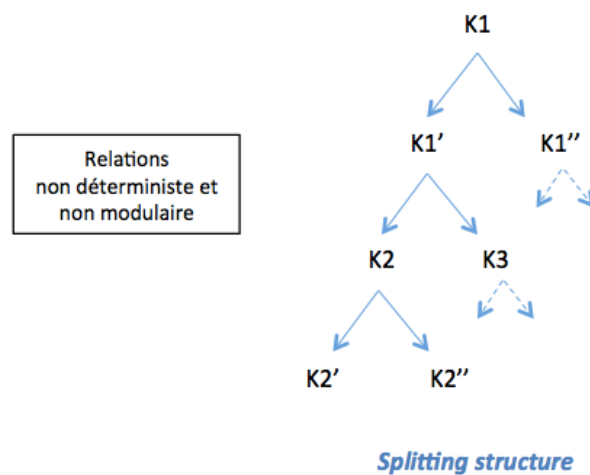 K1
K1’
K1’’
Relations
non déterministe et
non modulaire
K2
K3
K2’
K2’’
Splitting structure